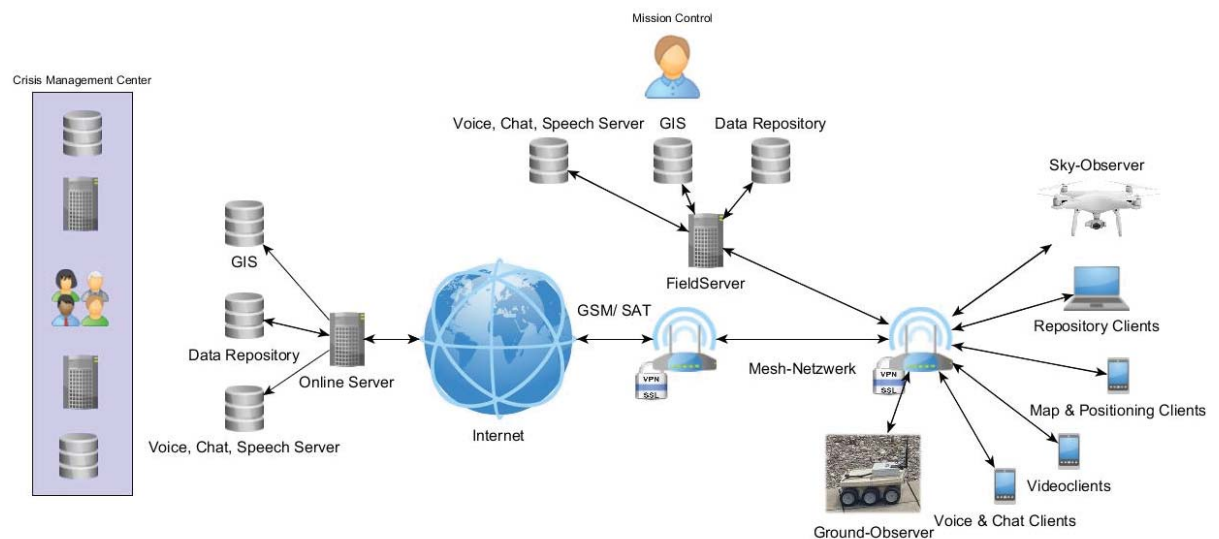 Mission Control
Crisis Management Center
Voice, Chat, Speech Server
GIS
Data Repository
Sky-Observer
FieldServer
GIS
GSM/ SAT
Repository Clients
Data Repository
Online Server
VPN
SSL
Mesh-Netzwerk
VPN
SSL
Map & Positioning Clients
Voice, Chat, Speech Server
Internet
Videoclients
Ground-Observer
Voice & Chat Clients